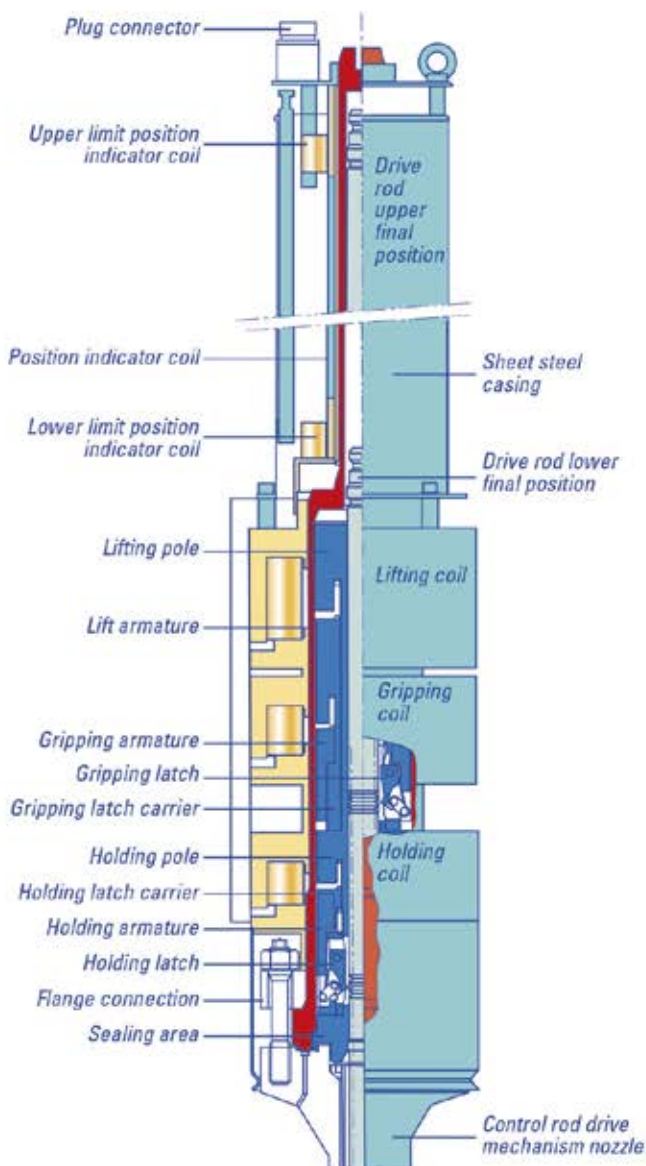 Plug connector
Upper limit position
indicator coil
Drive
rod
upper
final
position
Position indicator coil
Sheet steel
casing
Lower limit position
indicator coil
Drive rod lower
final position
Lifting pole
Lifting coil
Lift armature
Gripping
coil
Gripping armature
Gripping latch
Gripping latch carrier
Holding pole
Holding
coil
Holding latch carrier
Holding armature
Holding latch
Flange connection
Sealing area
Control rod drive
mechanism nozzle